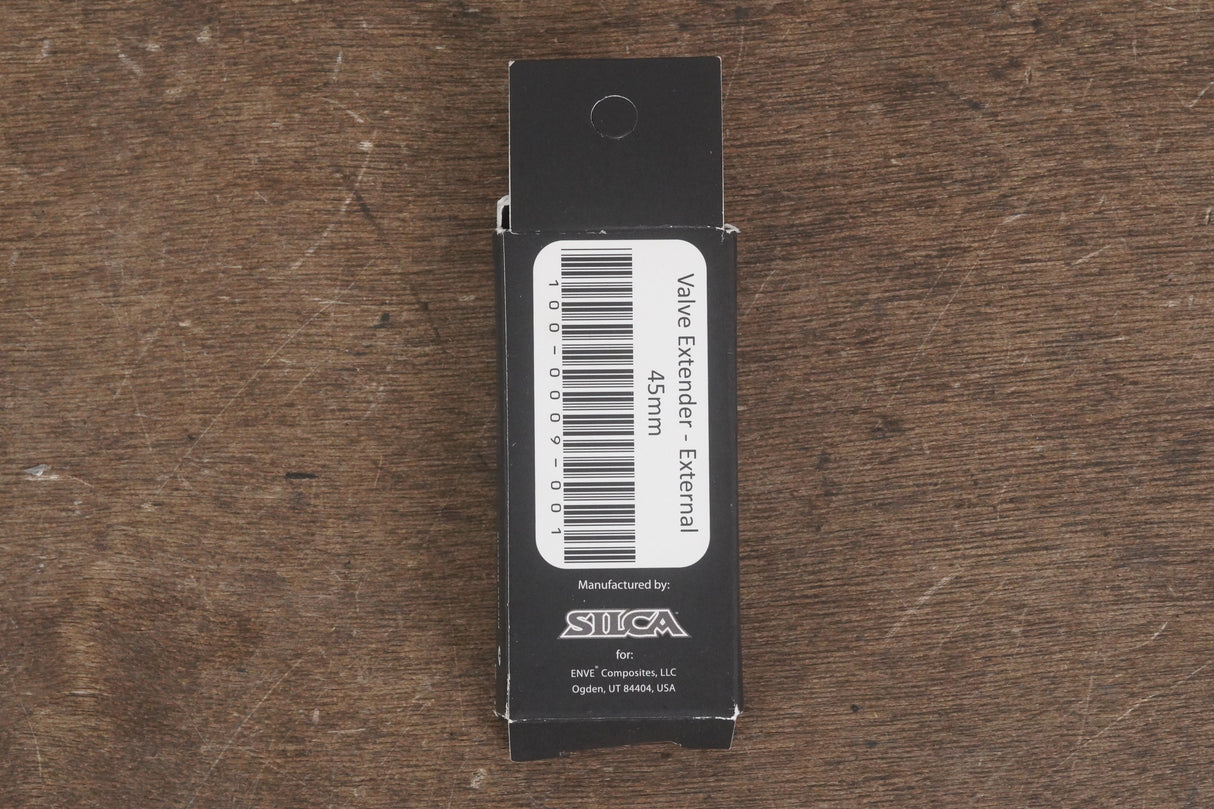 Valve Extender - External
45mm
100-0009-001
Manufactured by:
SILCA
for:
ENVE® Composites, LLC
Ogden, UT 84404, USA